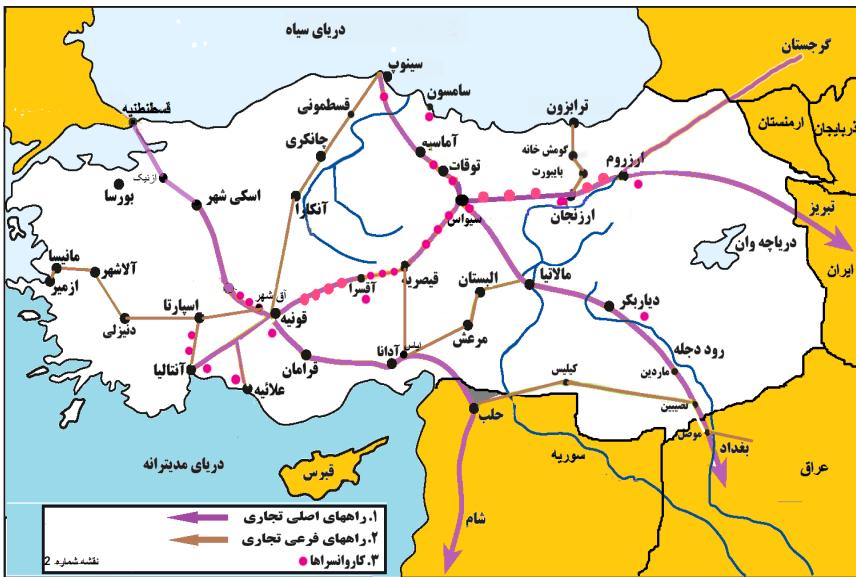 دریای سیاه
گرجستان
سینوپ
سامسون
قسطمونی
ترابزون
قسطنطنیه
ارمنستان
آذربایجان
چانکری
آماسیه
گومش خانه
توقات
بایبورت
ارزروم
ازنیک
بورسا
اسکی شهر
آنکارا
سیواس
ارزنجان
تبریز
مانیسا
آلاشهر
قیصریه
دریاچه وان
ایران
ازمیر
آق شهر
آقسرا
البستان
مالاتیا
اسپارتا
دنیزلی
قونیه
مرعش
دیاربکر
آنتالیا
قرامان
آدانا
ایاس
رود دجله
علائیه
کیلیس
ماردین
نصیبین
حلب
موصل
بغداد
دریای مدیترانه
قبرس
سوریه
عراق
شام
۱.راههای اصلی تجاری
۲.راههای فرعی تجاری
۳.کاروانسراها
نقشه شماره 2